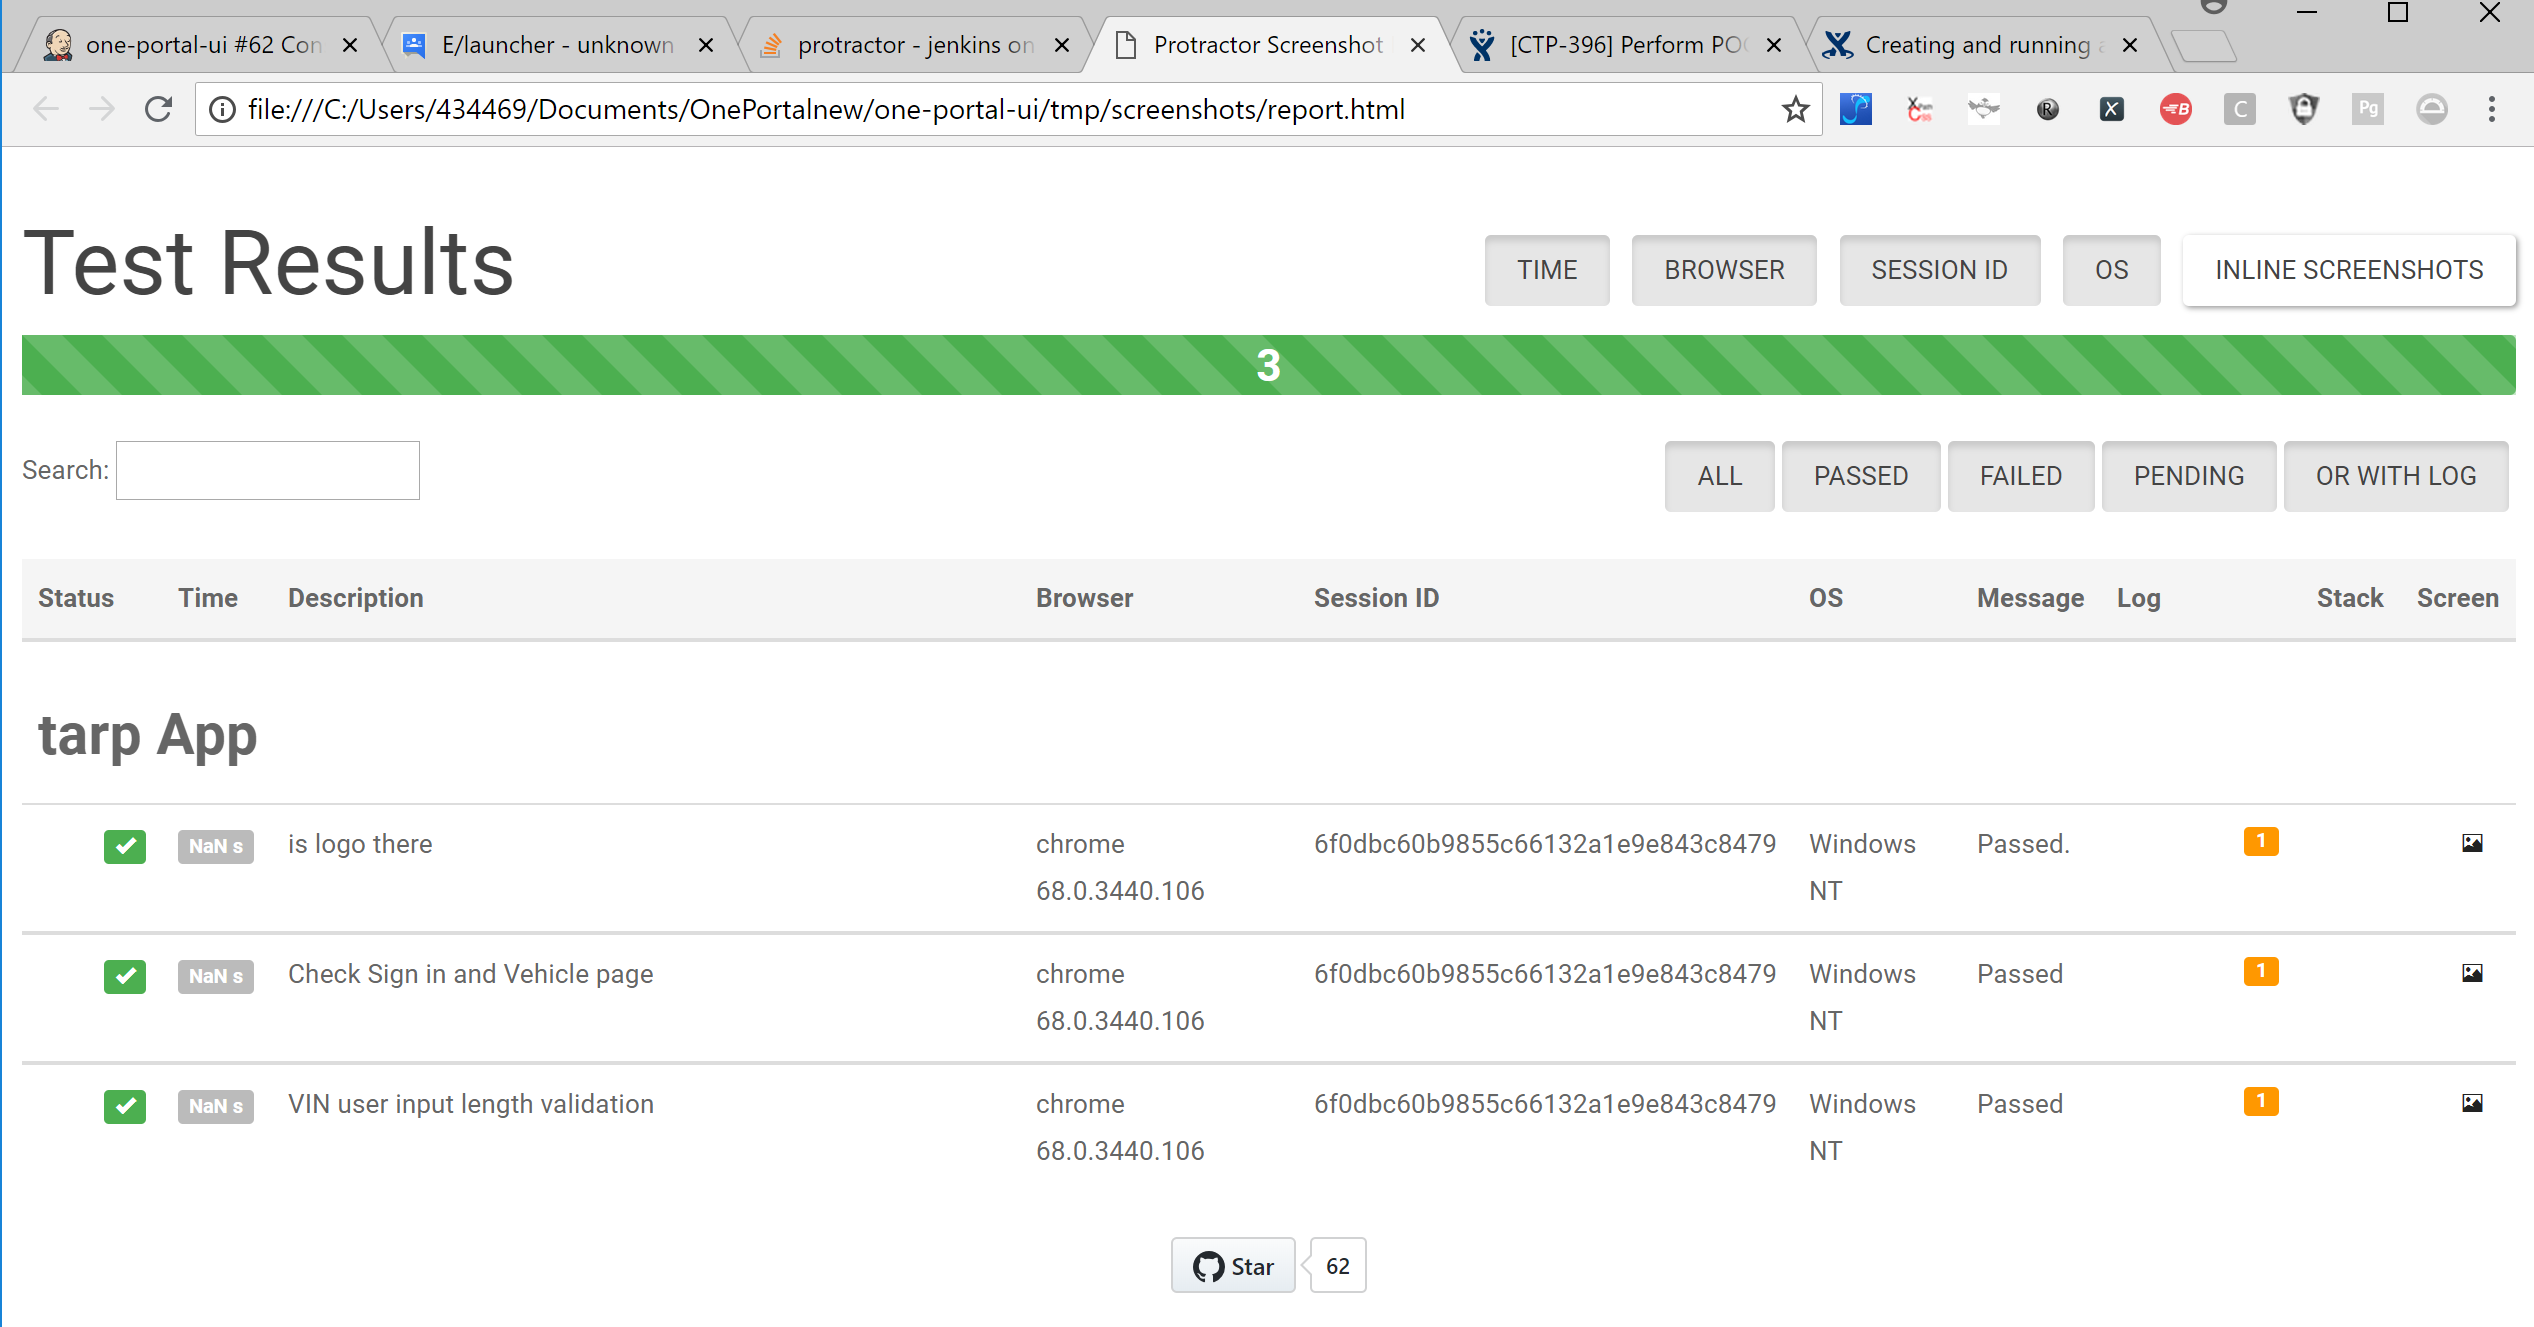 one-portal-ui #62 Con
E/launcher - unknown
protractor - jenkins on
Protractor Screenshot
[CTP-396] Perform POC
Creating and running a
file:///C:/Users/434469/Documents/OnePortalnew/one-portal-ui/tmp/screenshots/report.html
Test Results
TIME BROWSER SESSION ID OS INLINE SCREENSHOTS
3
Search:
ALL PASSED FAILED PENDING OR WITH LOG
Status Time Description Browser Session ID OS Message Log Stack Screen
tarp App
NaN s is logo there chrome 6f0dbc60b9855c66132a1e9e843c8479 Windows Passed. 1
68.0.3440.106 NT
NaN s Check Sign in and Vehicle page chrome 6f0dbc60b9855c66132a1e9e843c8479 Windows Passed 1
68.0.3440.106 NT
NaN s VIN user input length validation chrome 6f0dbc60b9855c66132a1e9e843c8479 Windows Passed 1
68.0.3440.106 NT
Star 62